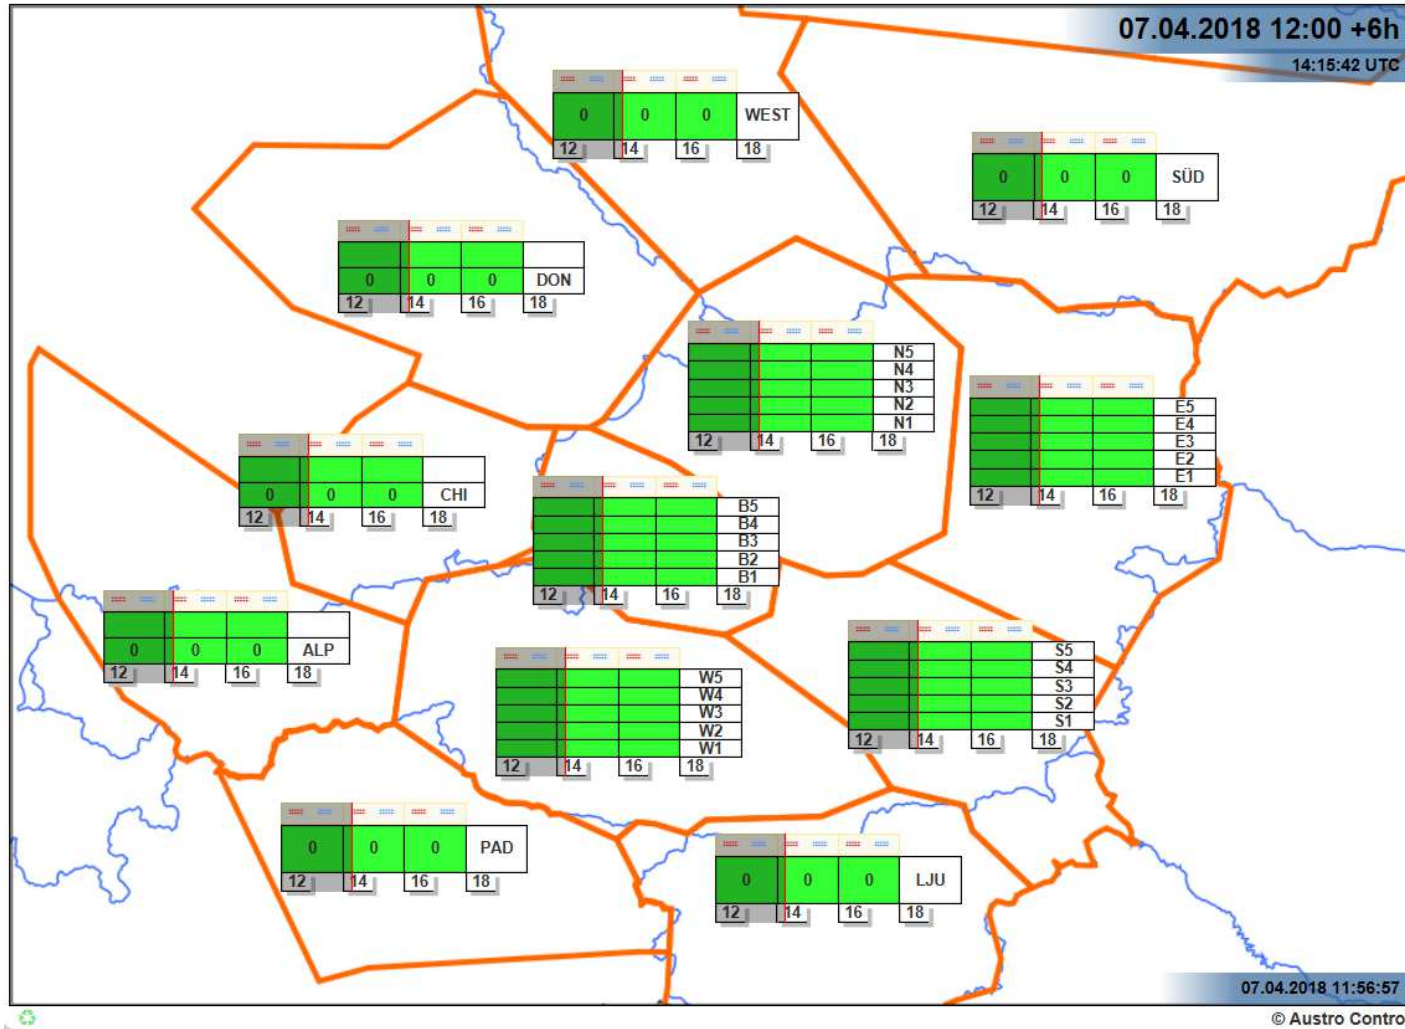 07.04.2018 12:00 +6h
14:15:42 UTC
0 0 0 WEST
12 14 16 18
0 0 0 SÜD
12 14 16 18
0 0 0 DON
12 14 16 18
N5
N4
N3
N2
N1
12 14 16 18
E5
E4
E3
E2
E1
12 14 16 18
0 0 0 CHI
12 14 16 18
B5
B4
B3
B2
B1
12 14 16 18
0 0 0 ALP
12 14 16 18
S5
S4
S3
S2
S1
12 14 16 18
W5
W4
W3
W2
W1
12 14 16 18
0 0 0 PAD
12 14 16 18
0 0 0 LJU
12 14 16 18
07.04.2018 11:56:57
© Austro Contro